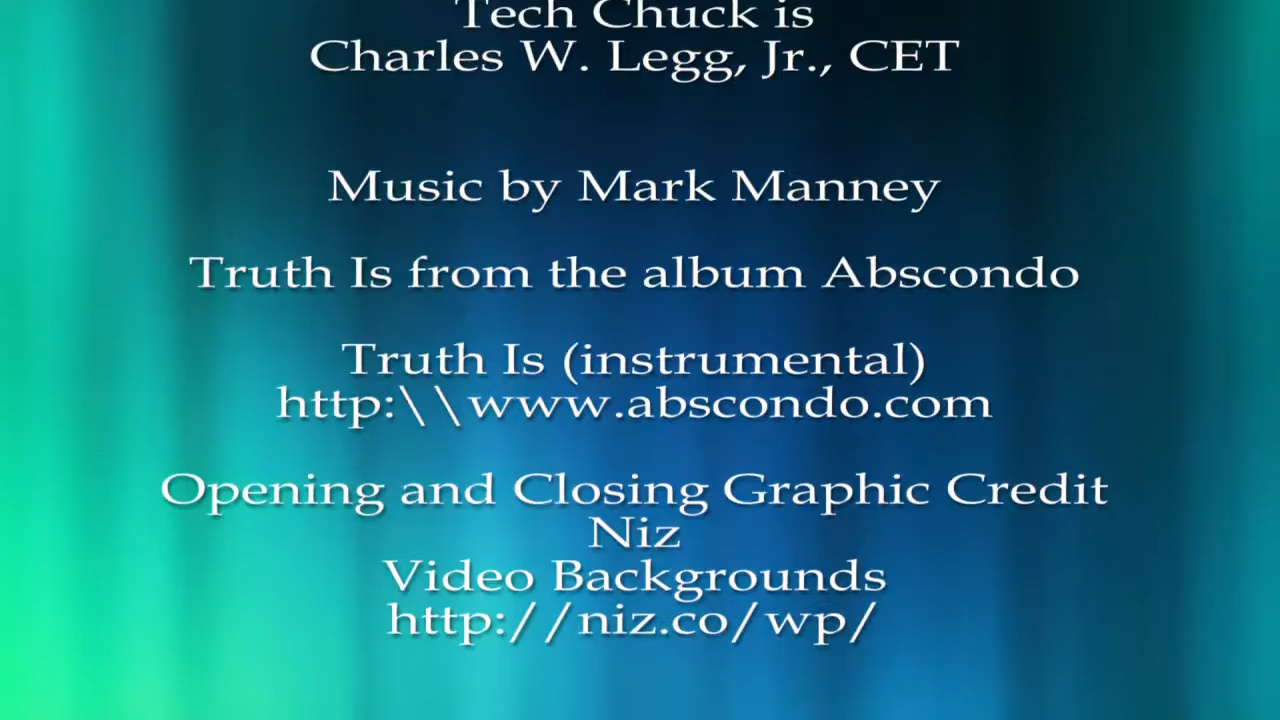 Tech Chuck is
Charles W. Legg, Jr., CET
Music by Mark Manney
Truth Is from the album Abscondo
Truth Is (instrumental)
http:\\www.abscondo.com
Opening and Closing Graphic Credit
Niz
Video Backgrounds
http://niz.co/wp/